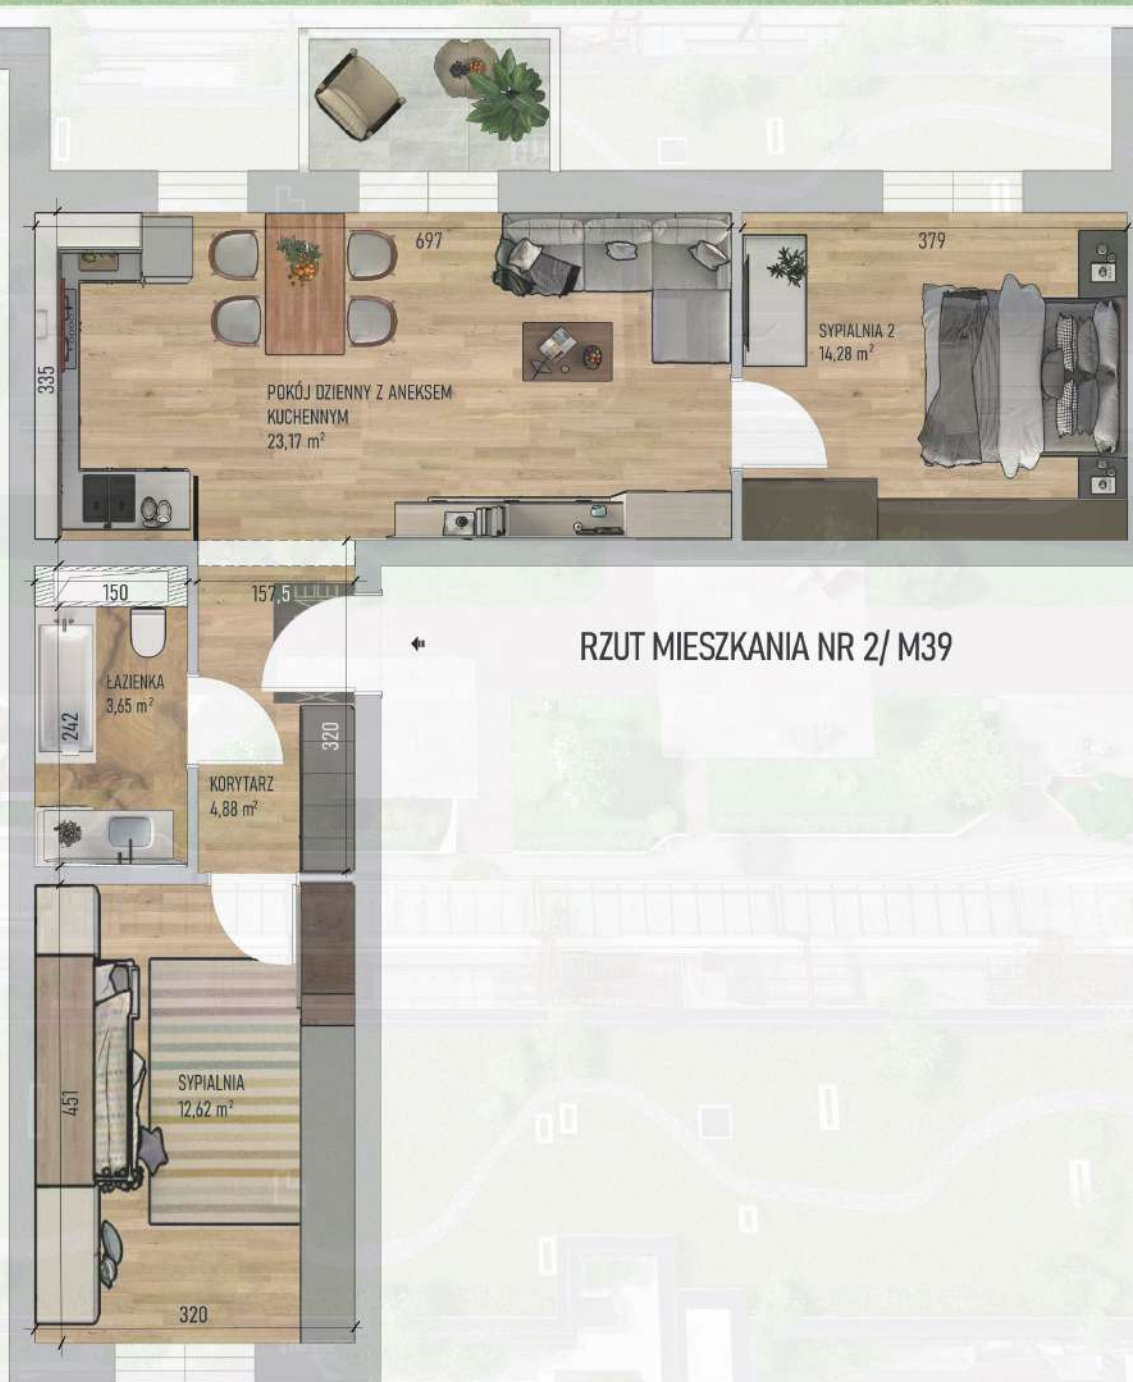 697
379
335
SYPIALNIA 2
14,28 m²
POKÓJ DZIENNY Z ANEKSEM
KUCHENNYM
23,17 m²
150
157,5
RZUT MIESZKANIA NR 2/ M39
ŁAZIENKA
3,65 m²
242
320
KORYTARZ
4,88 m²
451
SYPIALNIA
12,62 m²
320